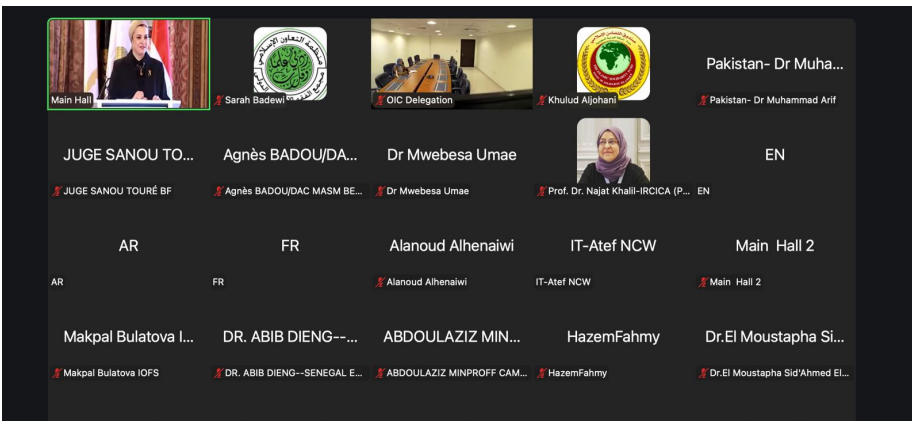 Main Hall
منظمة التعاون الإسلامي
Sarah Badewi
OIC Delegation
Khulud Aljohani
Pakistan- Dr Muha...
Pakistan- Dr Muhammad Arif
JUGE SANOU TO...
JUGE SANOU TOURÉ BF
Agnès BADOU/DA...
Agnès BADOU/DAC MASM BE...
Dr Mwebesa Umae
Dr Mwebesa Umae
Prof. Dr. Najat Khalil-IRCICA (P...
EN
EN
AR
AR
FR
FR
Alanoud Alhenaiwi
Alanoud Alhenaiwi
IT-Atef NCW
IT-Atef NCW
Main Hall 2
Main Hall 2
Makpal Bulatova I...
Makpal Bulatova IOFS
DR. ABIB DIENG--...
DR. ABIB DIENG--SENEGAL E...
ABDOULAZIZ MIN...
ABDOULAZIZ MINPROFF CAM...
HazemFahmy
HazemFahmy
Dr.El Moustapha Si...
Dr.El Moustapha Sid'Ahmed El...